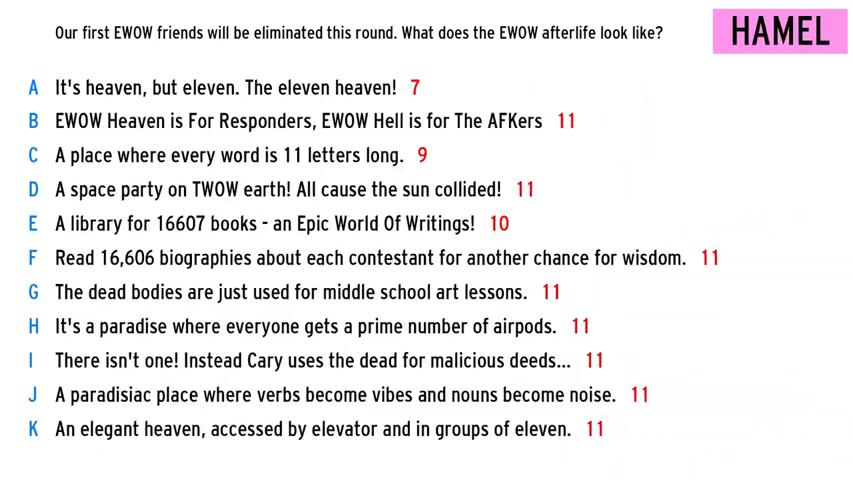 Our first EWOW friends will be eliminated this round. What does the EWOW afterlife look like?
HAMEL
A It's heaven, but eleven. The eleven heaven! 7
B EWOW Heaven is For Responders, EWOW Hell is for The AFKers 11
C A place where every word is 11 letters long. 9
D A space party on TWOW earth! All cause the sun collided! 11
E A library for 16607 books - an Epic World Of Writings! 10
F Read 16,606 biographies about each contestant for another chance for wisdom. 11
G The dead bodies are just used for middle school art lessons. 11
H It's a paradise where everyone gets a prime number of airpods. 11
I There isn't one! Instead Cary uses the dead for malicious deeds... 11
J A paradisiac place where verbs become vibes and nouns become noise. 11
K An elegant heaven, accessed by elevator and in groups of eleven. 11